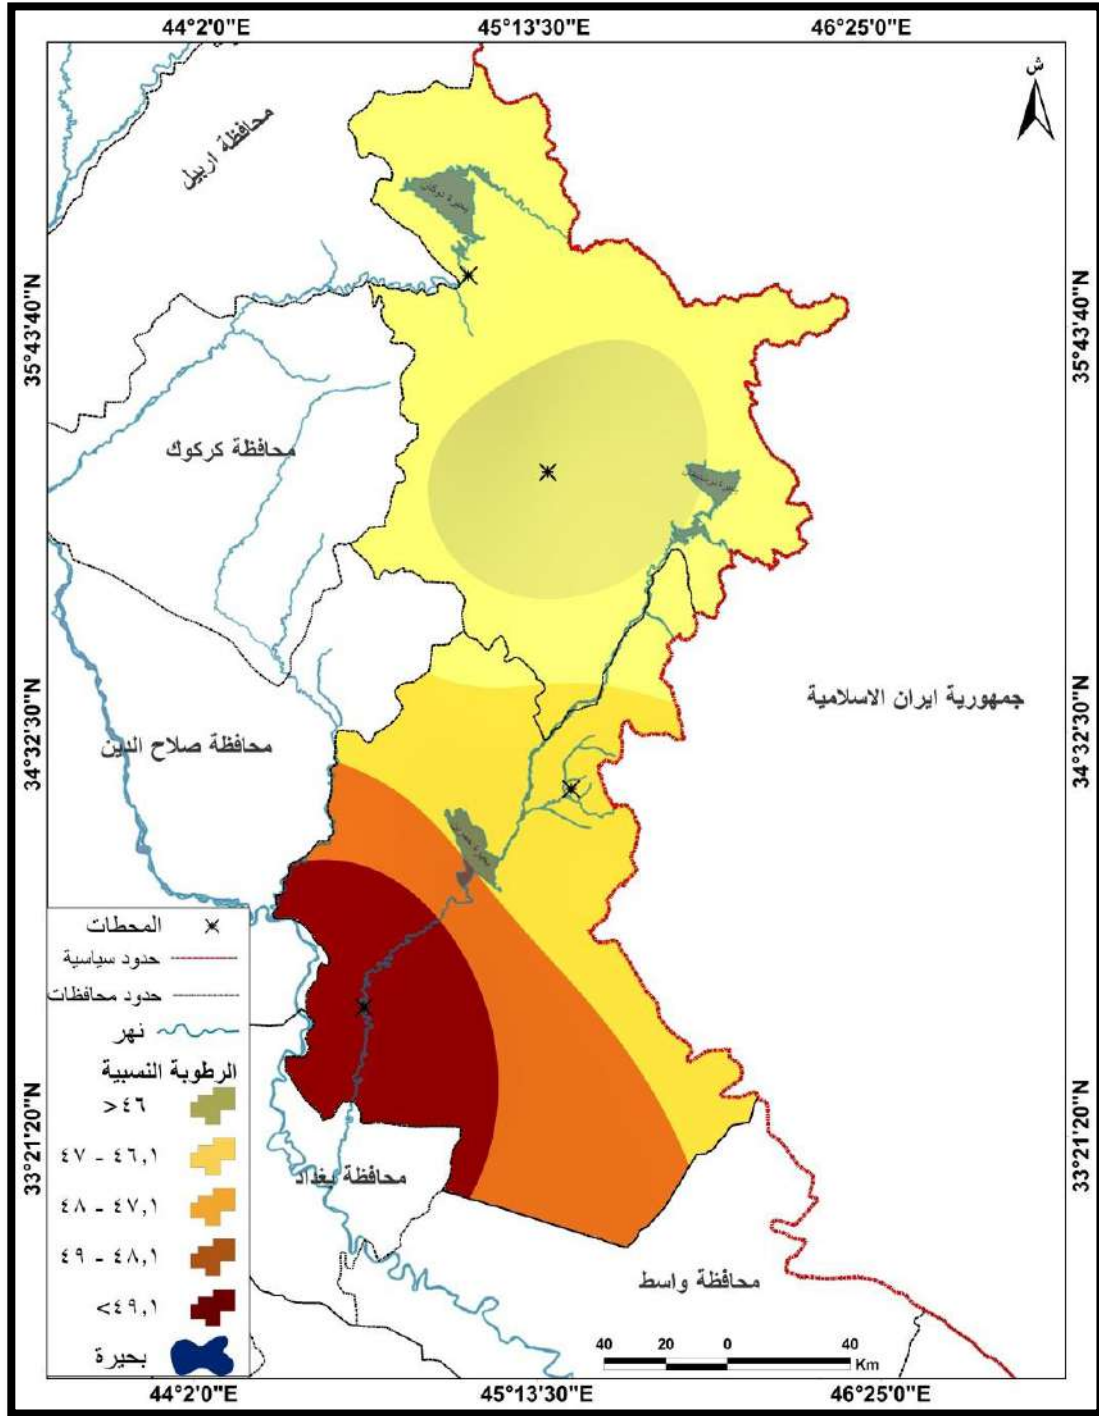 44°2'0"E
45°13'30"E
46°25'0"E
ش
محافظة اربيل
بحيرة دوكان
35°43'40"N
35°43'40"N
محافظة كركوك
34°32'30"N
34°32'30"N
جمهورية ايران الاسلامية
محافظة صلاح الدين
33°21'20"N
33°21'20"N
محافظة بغداد
محافظة واسط
المحطات
حدود سياسية
حدود محافظات
نهر
الرطوبة النسبية
>٤٦
٤٦,١ - ٤٧
٤٧,١ - ٤٨
٤٨,١ - ٤٩
<٤٩,١
بحيرة
40 20 0 40
Km
44°2'0"E
45°13'30"E
46°25'0"E